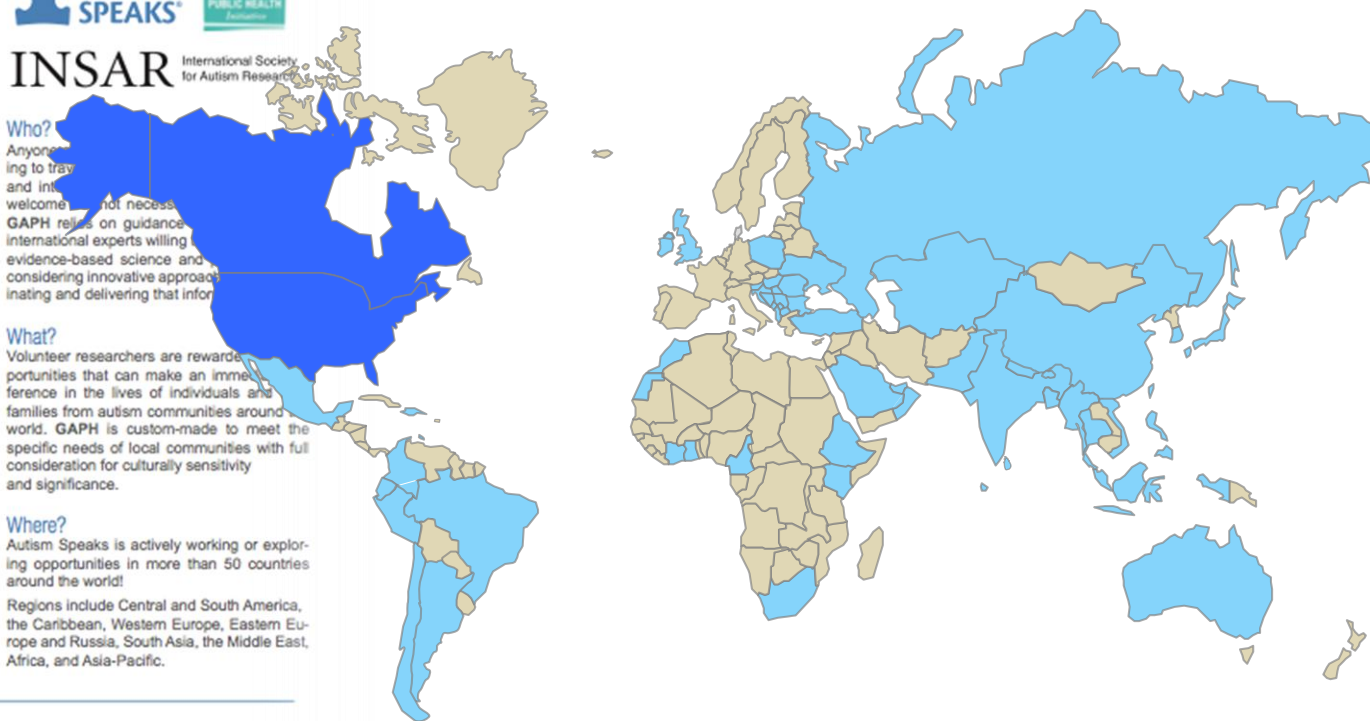 SPEAKS®
PUBLIC HEALTH
Initiative
INSAR
International Society
for Autism Research
Who?
Anyone
ing to trav
and int
welcome not necess
GAPH relies on guidance
international experts willing
evidence-based science and
considering innovative approac
inating and delivering that infor
What?
Volunteer researchers are rewarde
portunities that can make an imme
ference in the lives of individuals and
families from autism communities around
world. GAPH is custom-made to meet the
specific needs of local communities with full
consideration for culturally sensitivity
and significance.
Where?
Autism Speaks is actively working or explor-
ing opportunities in more than 50 countries
around the world!
Regions include Central and South America,
the Caribbean, Western Europe, Eastern Eu-
rope and Russia, South Asia, the Middle East,
Africa, and Asia-Pacific.